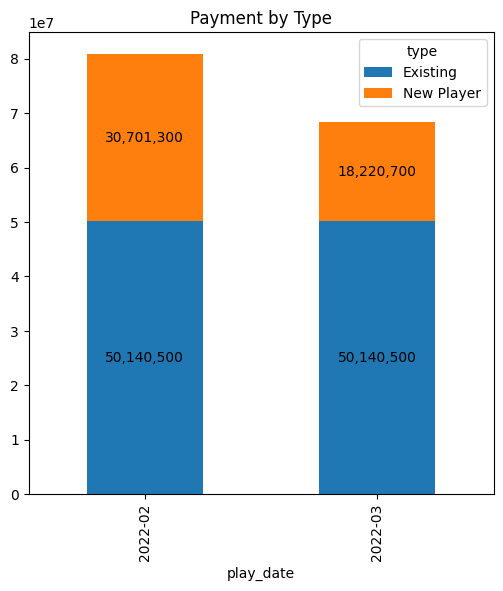 Payment by Type
1e7
type
Existing
New Player
8
7
6
5
4
3
2
1
0
30,701,300
18,220,700
50,140,500
50,140,500
2022-02
2022-03
play_date